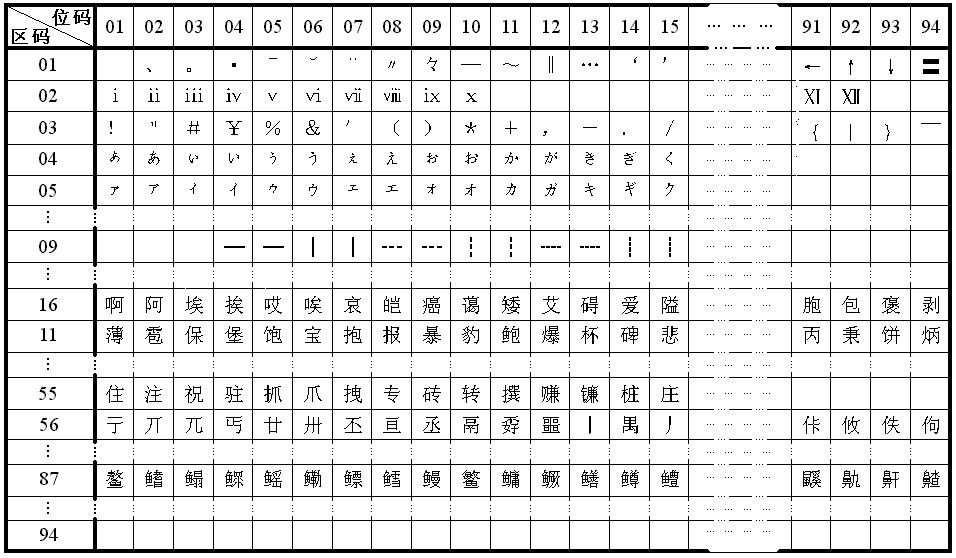 位码 区码 01 02 03 04 05 06 07 08 09 10 11 12 13 14 15 … … … 91 92 93 94
01 、 。 · ˉ ˇ ¨ 〃 々 — ～ ‖ … ‘ ’ … … … ← ↑ ↓ 〓
02 ⅰ ⅱ ⅲ ⅳ ⅴ ⅵ ⅶ ⅷ ⅸ ⅹ … … … Ⅺ Ⅻ
03 ! " # ¥ % & ' ( ) * + , - . / … … … { | } ￣
04 ぁ あ ぃ い ぅ う ぇ え ぉ お か が き ぎ く … … …
05 ァ ア ィ イ ゥ ウ ェ エ ォ オ カ ガ キ ギ ク … … …
⋮
09 ─ ━ │ ┃ ┄ ┅ ┆ ┇ ┈ ┉ ┊ ┋ … … …
⋮
16 啊 阿 埃 挨 哎 唉 哀 皑 癌 蔼 矮 艾 碍 爱 隘 … … … 胞 包 褒 剥
11 薄 雹 保 堡 饱 宝 抱 报 暴 豹 鲍 爆 杯 碑 悲 … … … 丙 秉 饼 炳
⋮
55 住 注 祝 驻 抓 爪 拽 专 砖 转 撰 赚 镰 桩 庄 … … …
56 亍 丌 兀 丐 廿 卅 丕 亘 丞 鬲 孬 噩 丨 禺 丿 … … … 佧 攸 佚 佝
⋮
87 鳌 鳍 鳎 鳏 鳐 鳓 鳔 鳕 鳗 鳘 鳙 鳜 鳝 鳟 鳢 … … … 鼷 鼽 鼾 齄
⋮
94 … … …